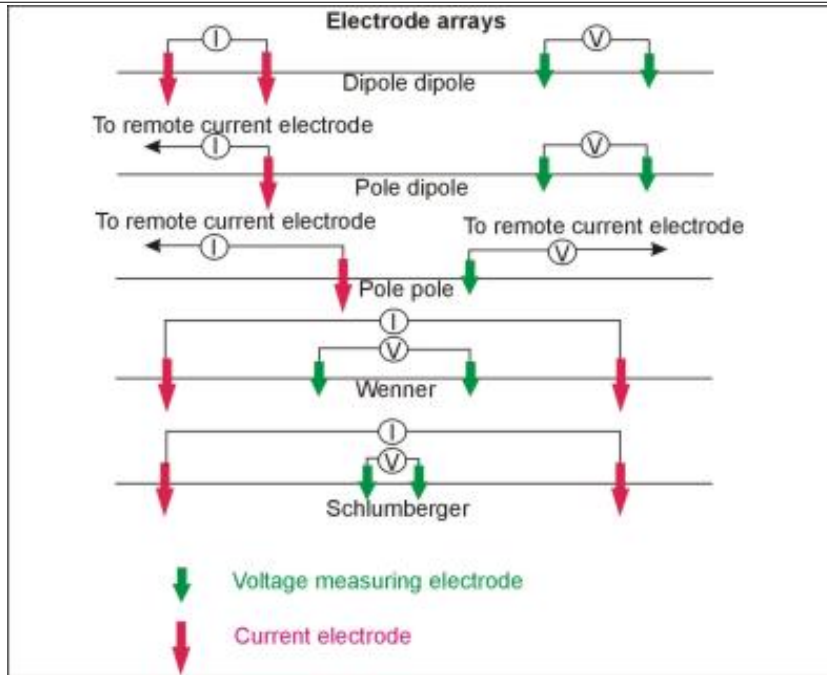 Electrode arrays
I
V
Dipole dipole
To remote current electrode
I
V
Pole dipole
To remote current electrode
To remote current electrode
I
V
Pole pole
I
V
Wenner
I
V
Schlumberger
Voltage measuring electrode
Current electrode